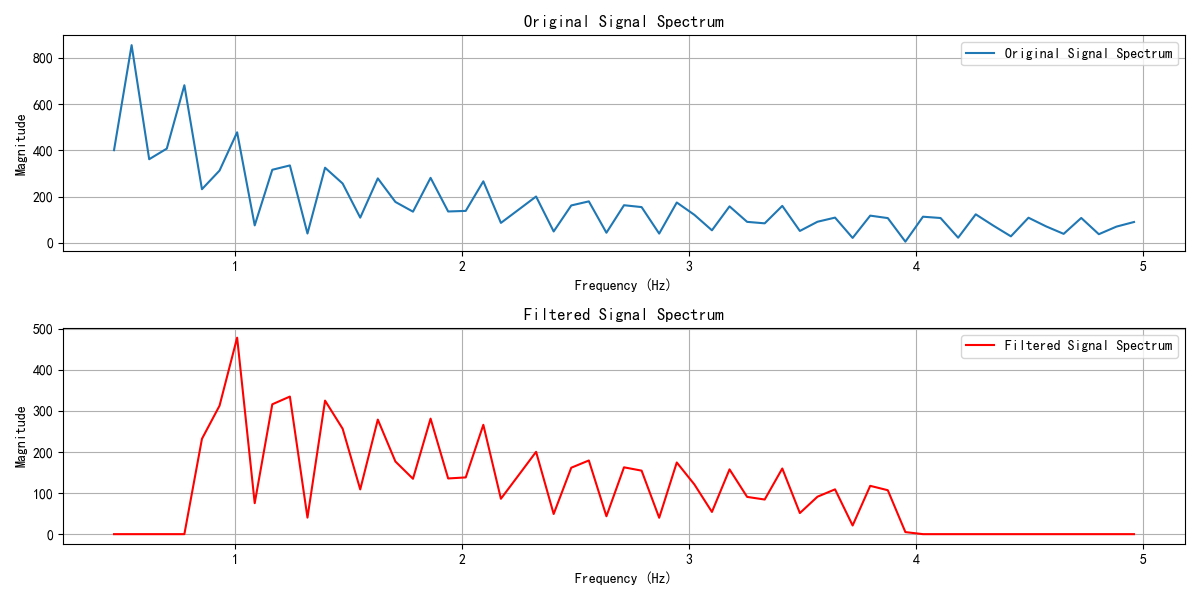 Original Signal Spectrum
Original Signal Spectrum
800
600
400
200
0
Magnitude
1 2 3 4 5
Frequency (Hz)
Filtered Signal Spectrum
Filtered Signal Spectrum
500
400
300
200
100
0
Magnitude
1 2 3 4 5
Frequency (Hz)